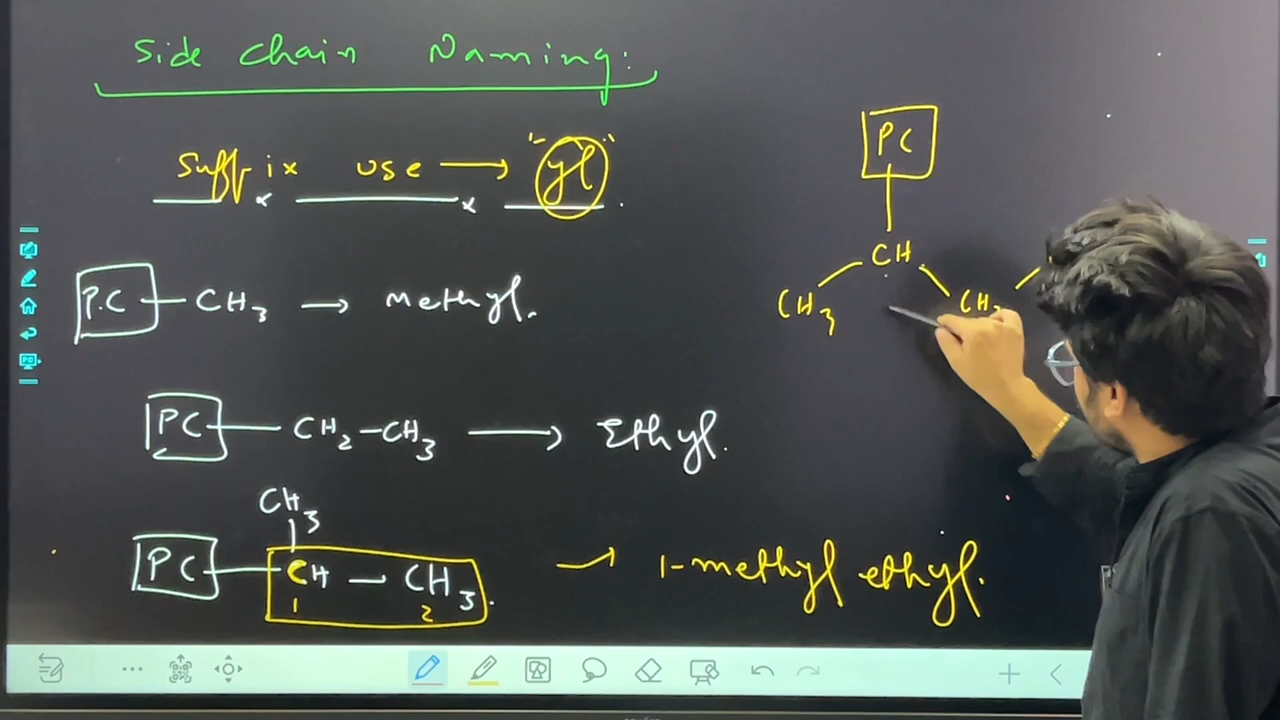 Side Chain Naming:
Suffix use → "yl"
P.C - CH3 → methyl.
PC - CH2 - CH3 → Ethyl.
CH3
PC - CH - CH3. → 1-methyl ethyl.
1 2
PC
CH
CH3 CH2